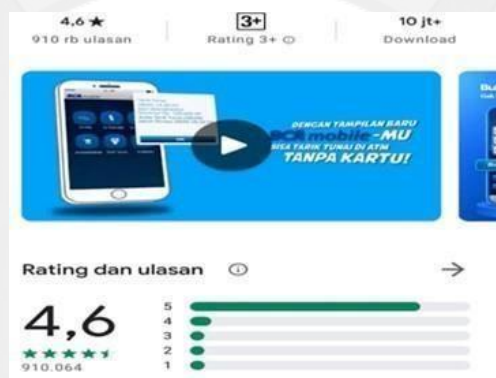 4,6 ★
910 rb ulasan
3+
Rating 3+
10 jt+
Download
DENGAN TAMPILAN BARU
BCA mobile-MU
BISA TARIK TUNAI DI ATM
TANPA KARTU!
Rating dan ulasan
4,6
910.064
5
4
3
2
1